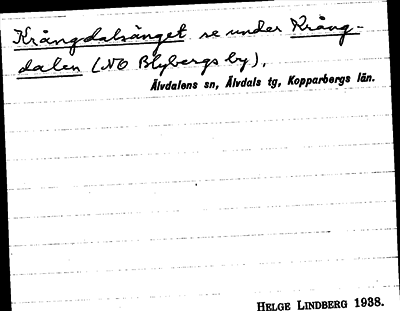 Krångdalsänget se under Krång-
dalen (NO Blybergs by),
Älvdalens sn, Älvdals tg, Kopparbergs län.
HELGE LINDBERG 1938.